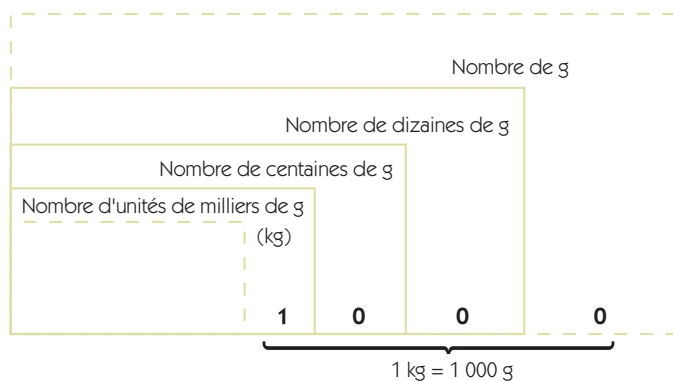 Nombre de g
Nombre de dizaines de g
Nombre de centaines de g
Nombre d'unités de milliers de g
(kg)
1 0 0 0
1 kg = 1 000 g